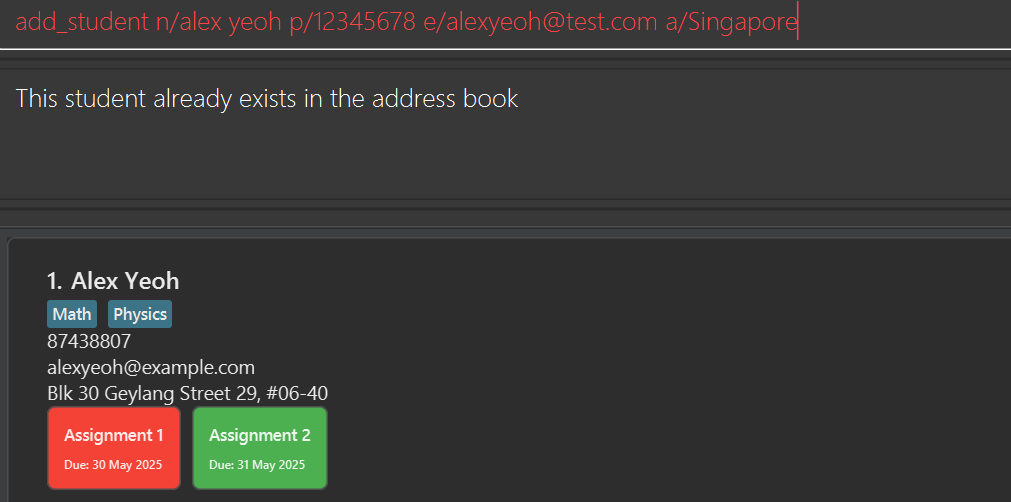 add_student n/alex yeoh p/12345678 e/alexyeoh@test.com a/Singapore
This student already exists in the address book
1. Alex Yeoh
Math Physics
87438807
alexyeoh@example.com
Blk 30 Geylang Street 29, #06-40
Assignment 1 Assignment 2
Due: 30 May 2025 Due: 31 May 2025